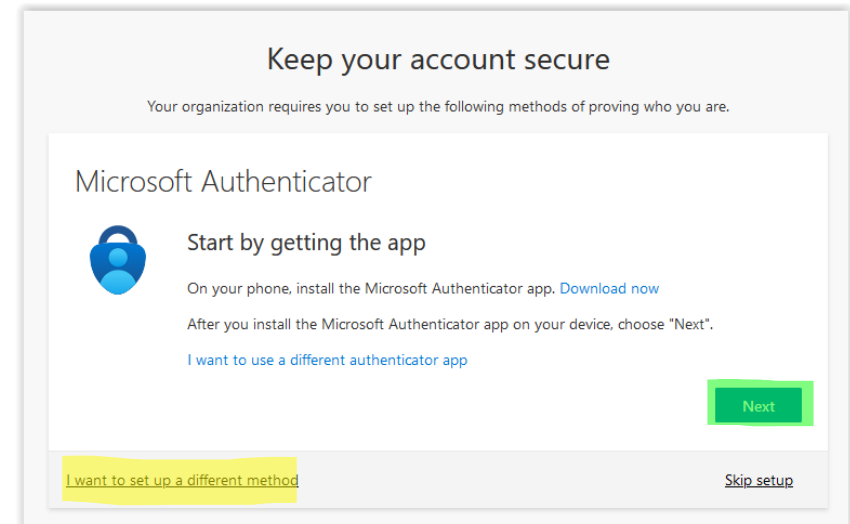 Keep your account secure
Your organization requires you to set up the following methods of proving who you are.
Microsoft Authenticator
Start by getting the app
On your phone, install the Microsoft Authenticator app. Download now
After you install the Microsoft Authenticator app on your device, choose "Next".
I want to use a different authenticator app
Next
I want to set up a different method
Skip setup